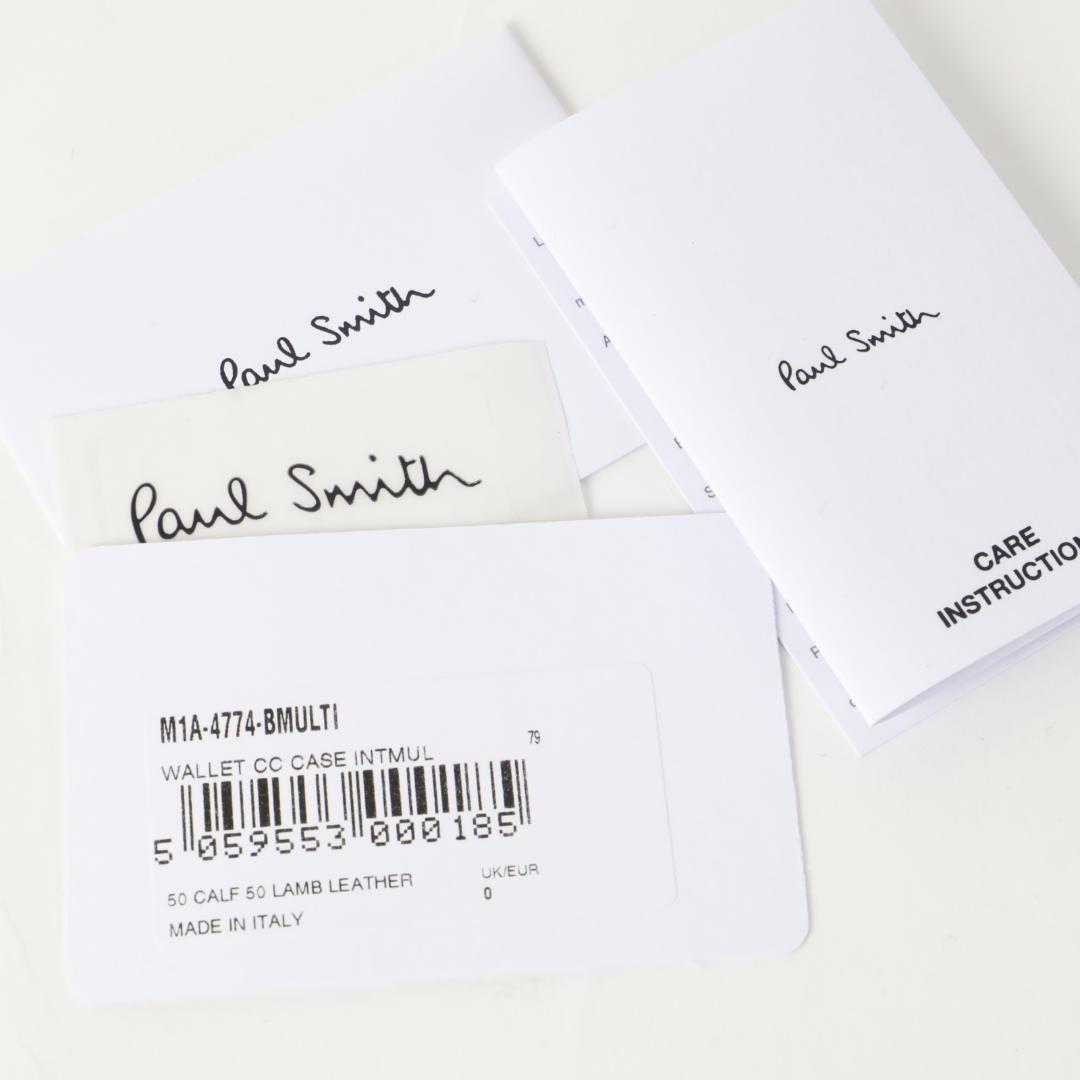 Paul Smith
Paul Smith
Paul Smith
CARE
M1A-4774-BMULTI
79
WALLET CC CASE INTMUL
5 059553 000185
50 CALF 50 LAMB LEATHER
UK/EUR
0
MADE IN ITALY